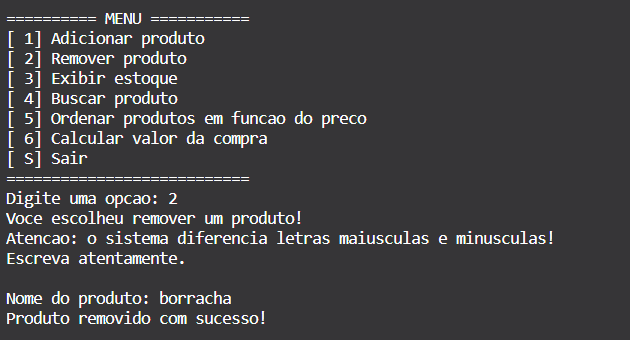 ========== MENU ===========
[ 1] Adicionar produto
[ 2] Remover produto
[ 3] Exibir estoque
[ 4] Buscar produto
[ 5] Ordenar produtos em funcao do preco
[ 6] Calcular valor da compra
[ S] Sair
===========================
Digite uma opcao: 2
Voce escolheu remover um produto!
Atencao: o sistema diferencia letras maiusculas e minusculas!
Escreva atentamente.
Nome do produto: borracha
Produto removido com sucesso!